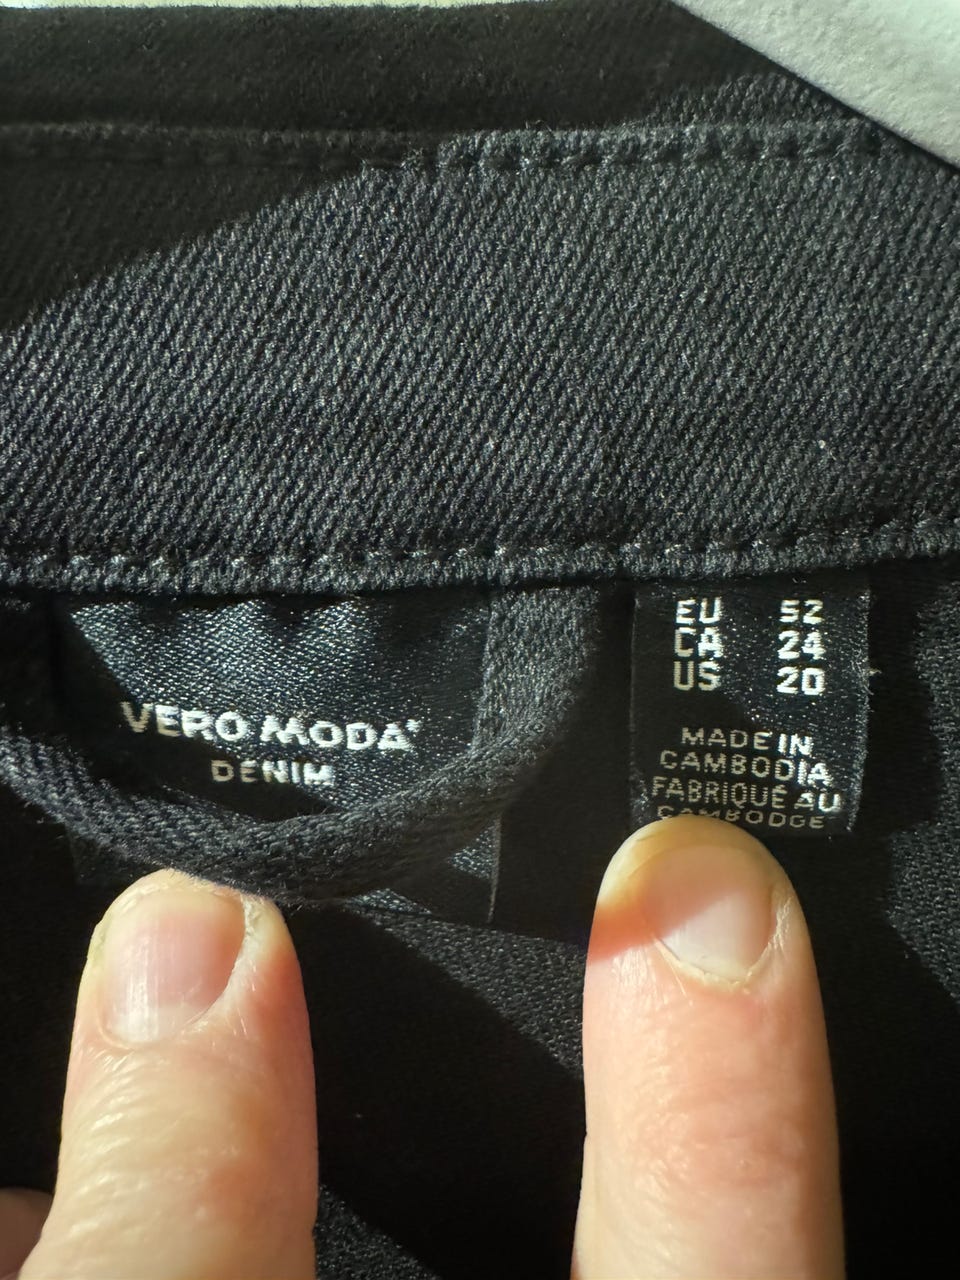 VERO MODA*
DENIM
EU 52
CA 24
US 20
MADE IN
CAMBODIA
FABRIQUÉ AU
CAMBODGE